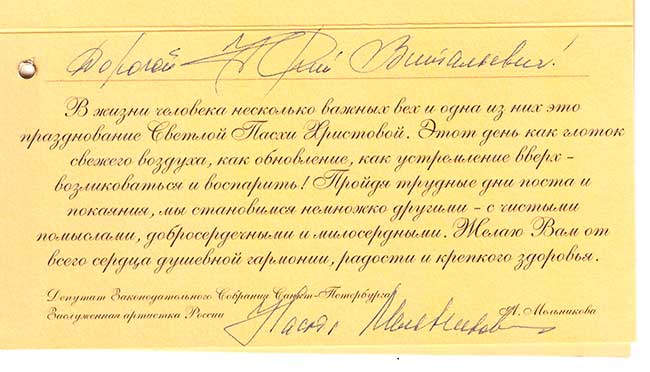 Дорогой Юрий Витальевич!
В жизни человека несколько важных вех и одна из них это
празднование Светлой Пасхи Христовой. Этот день как глоток
свежего воздуха, как обновление, как устремление вверх –
возликоваться и воспарить! Пройдя трудные дни поста и
покаяния, мы становимся немножко другими – с чистыми
помыслами, добросердечными и милосердными. Желаю Вам от
всего сердца душевной гармонии, радости и крепкого здоровья.
Депутат Законодательного Собрания Санкт-Петербурга
Заслуженная артистка России
А. Мельникова
Настя Мельникова